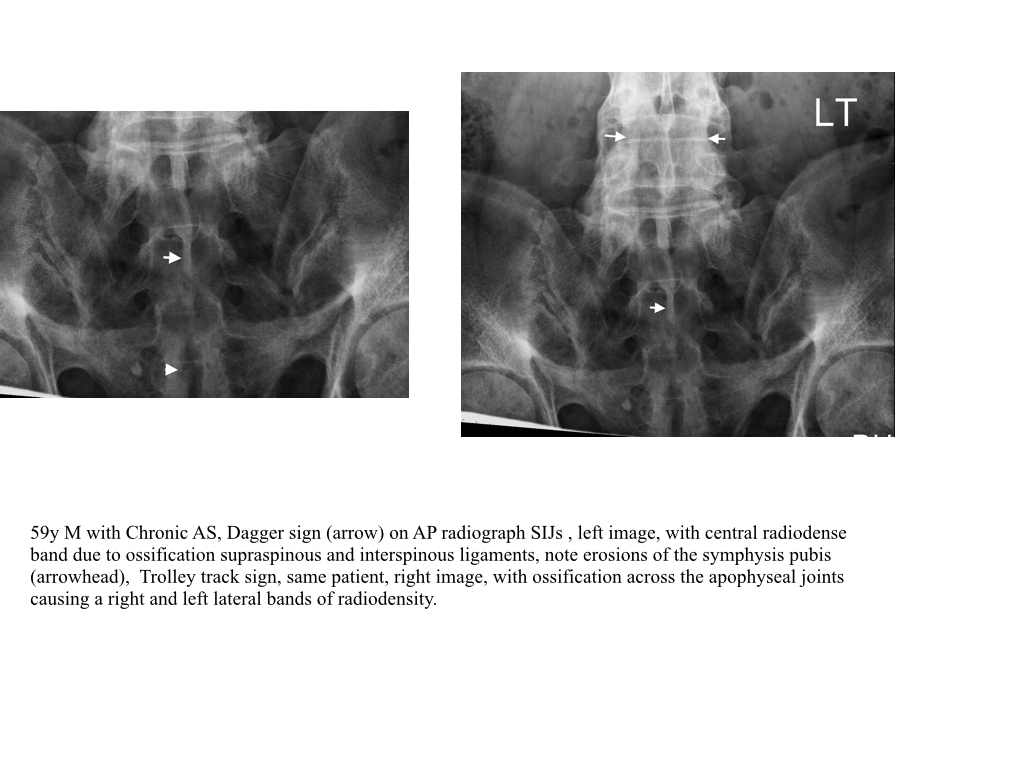 LT
59y M with Chronic AS, Dagger sign (arrow) on AP radiograph SIJs , left image, with central radiodense
band due to ossification supraspinous and interspinous ligaments, note erosions of the symphysis pubis
(arrowhead),  Trolley track sign, same patient, right image, with ossification across the apophyseal joints
causing a right and left lateral bands of radiodensity.